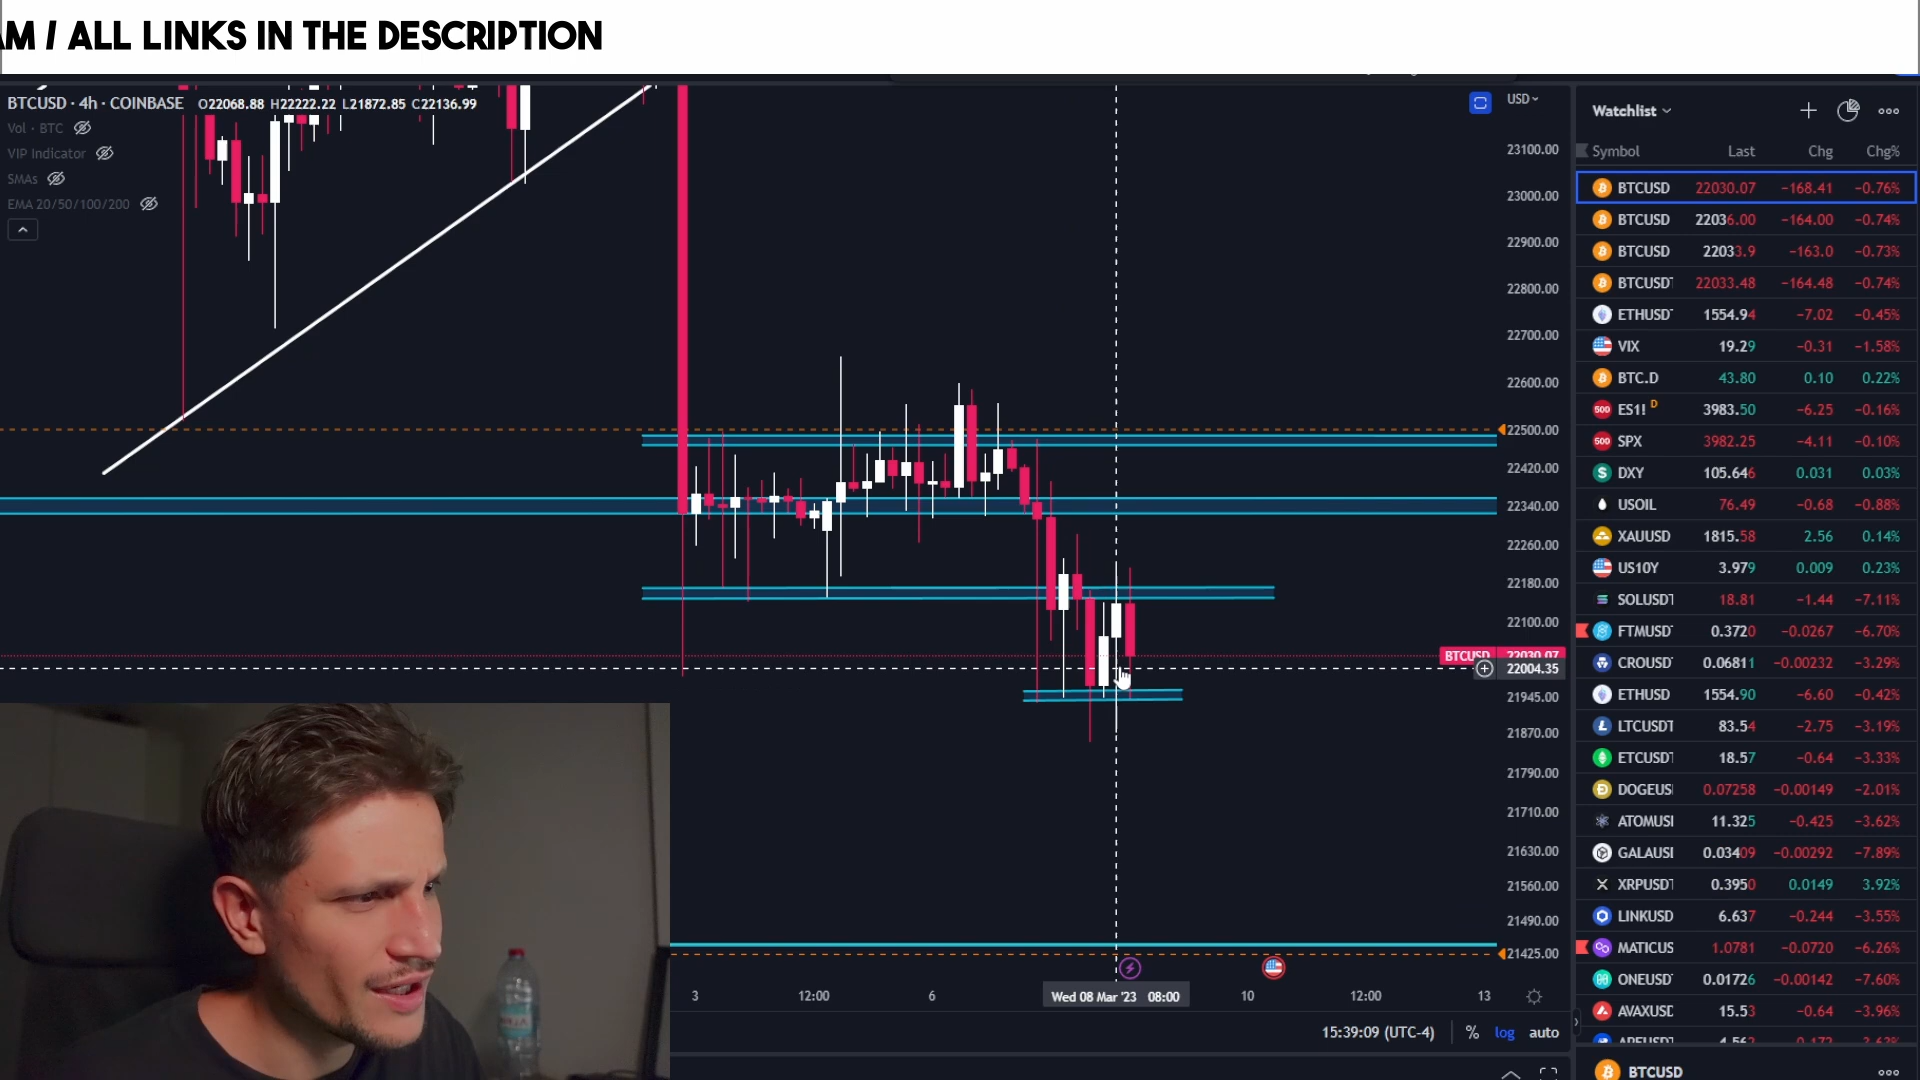 AM / ALL LINKS IN THE DESCRIPTION
BTCUSD · 4h · COINBASE O22068.88 H22222.22 L21872.85 C22136.99
Vol · BTC
VIP Indicator
SMAs
EMA 20/50/100/200
USD
23100.00
23000.00
22900.00
22800.00
22700.00
22600.00
22500.00
22420.00
22340.00
22260.00
22180.00
22100.00
BTCUSD 22030.07
22004.35
21945.00
21870.00
21790.00
21710.00
21630.00
21560.00
21490.00
21425.00
3 12:00 6 Wed 08 Mar '23 08:00 10 12:00 13
15:39:09 (UTC-4) % log auto
Watchlist
Symbol Last Chg Chg%
BTCUSD 22030.07 −168.41 −0.76%
BTCUSD 22036.00 −164.00 −0.74%
BTCUSD 22033.9 −163.0 −0.73%
BTCUSDT 22033.48 −164.48 −0.74%
ETHUSDT 1554.94 −7.02 −0.45%
VIX 19.29 −0.31 −1.58%
BTC.D 43.80 0.10 0.22%
500 ES1! D 3983.50 −6.25 −0.16%
500 SPX 3982.25 −4.11 −0.10%
DXY 105.646 0.031 0.03%
USOIL 76.49 −0.68 −0.88%
XAUUSD 1815.58 2.56 0.14%
US10Y 3.979 0.009 0.23%
SOLUSDT 18.81 −1.44 −7.11%
FTMUSDT 0.3720 −0.0267 −6.70%
CROUSD 0.06811 −0.00232 −3.29%
ETHUSD 1554.90 −6.60 −0.42%
LTCUSDT 83.54 −2.75 −3.19%
ETCUSDT 18.57 −0.64 −3.33%
DOGEUS 0.07258 −0.00149 −2.01%
ATOMUSI 11.325 −0.425 −3.62%
GALAUSI 0.03409 −0.00292 −7.89%
XRPUSDT 0.3950 0.0149 3.92%
LINKUSD 6.637 −0.244 −3.55%
MATICUS 1.0781 −0.0720 −6.26%
ONEUSDT 0.01726 −0.00142 −7.60%
AVAXUSD 15.53 −0.64 −3.96%
BTCUSD